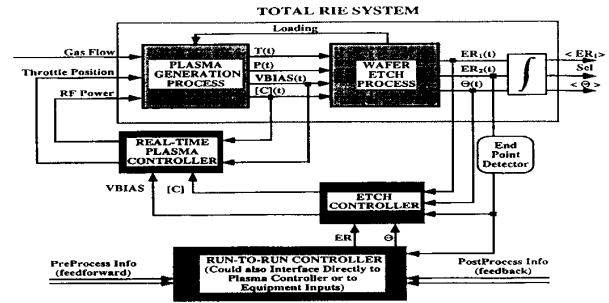 TOTAL RIE SYSTEM
Loading
Gas Flow
Throttle Position
RF Power
PLASMA
GENERATION
PROCESS
T(t)
P(t)
VBIAS(t)
[C](t)
WAFER
ETCH
PROCESS
ER₁(t)
ER₂(t)
Θ(t)
∫
< ER₁>
Sel
< Θ >
REAL-TIME
PLASMA
CONTROLLER
End
Point
Detector
VBIAS
[C]
ETCH
CONTROLLER
ER
Θ
RUN-TO-RUN CONTROLLER
(Could also Interface Directly to
Plasma Controller or to
Equipment Inputs)
PreProcess Info
(feedforward)
PostProcess Info
(feedback)